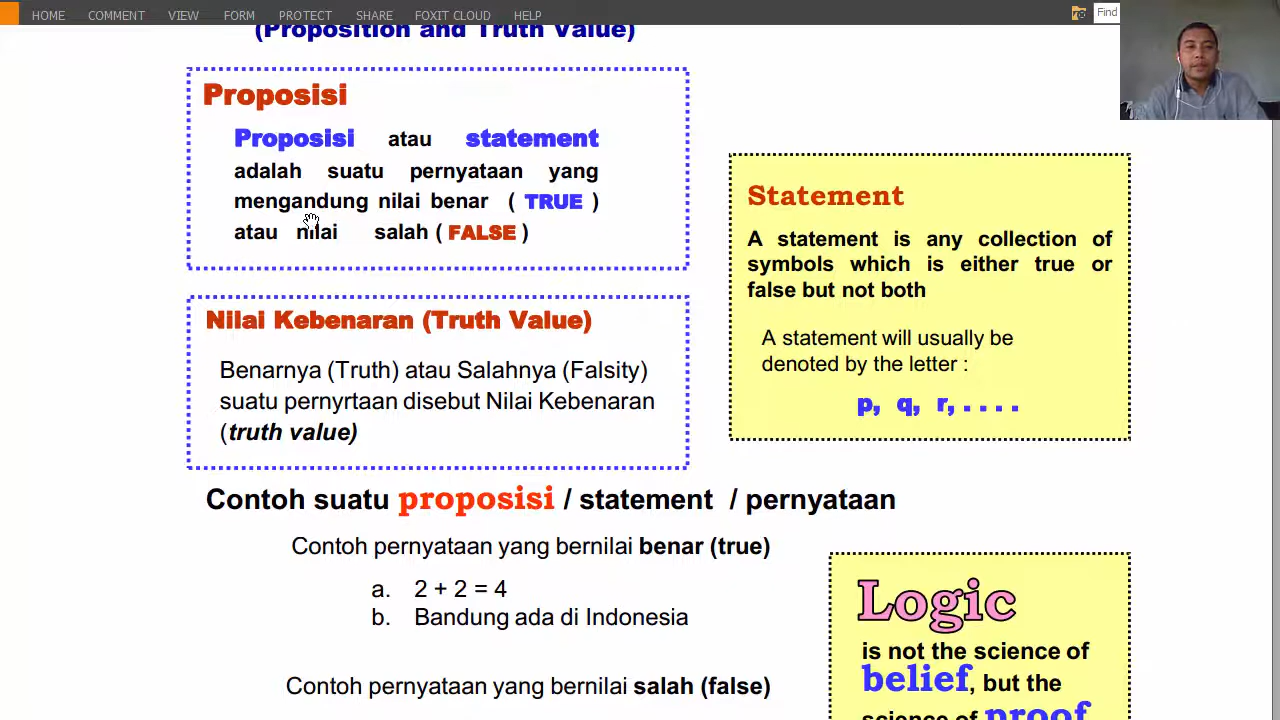 HOME COMMENT VIEW FORM PROTECT SHARE FOXIT CLOUD HELP
Find
(Proposition and Truth Value)
Proposisi
Proposisi atau statement
adalah suatu pernyataan yang
mengandung nilai benar ( TRUE )
atau nilai salah ( FALSE )
Nilai Kebenaran (Truth Value)
Benarnya (Truth) atau Salahnya (Falsity)
suatu pernyrtaan disebut Nilai Kebenaran
(truth value)
Statement
A statement is any collection of
symbols which is either true or
false but not both
A statement will usually be
denoted by the letter :
p, q, r, . . . .
Contoh suatu proposisi / statement / pernyataan
Contoh pernyataan yang bernilai benar (true)
a. 2 + 2 = 4
b. Bandung ada di Indonesia
Contoh pernyataan yang bernilai salah (false)
Logic
is not the science of
belief, but the
science of proof